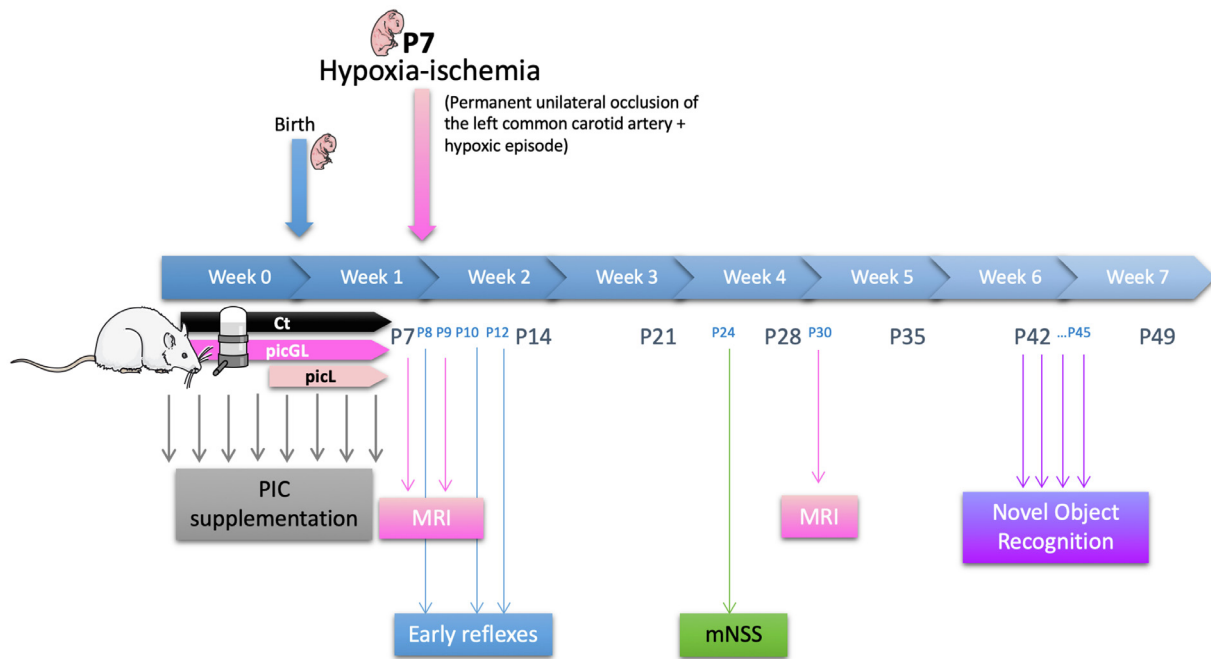 P7
Hypoxia-ischemia
(Permanent unilateral occlusion of
the left common carotid artery +
hypoxic episode)
Birth
Week 0 Week 1 Week 2 Week 3 Week 4 Week 5 Week 6 Week 7
Ct
picGL
picL
P7 P8 P9 P10 P12 P14 P21 P24 P28 P30 P35 P42 ...P45 P49
PIC
supplementation
MRI
MRI
Novel Object
Recognition
Early reflexes
mNSS